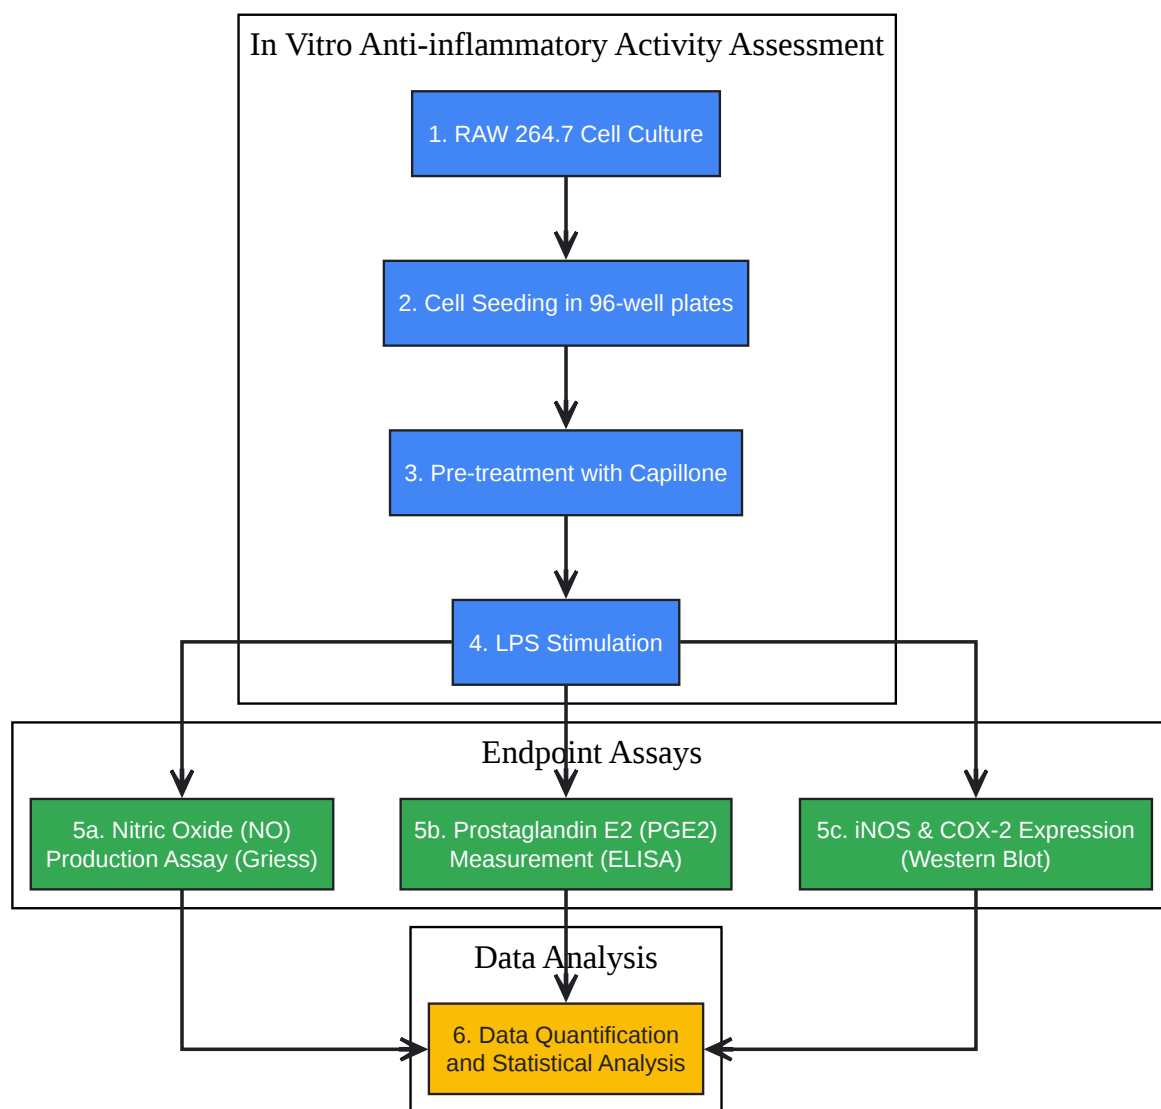 In Vitro Anti-inflammatory Activity Assessment
1. RAW 264.7 Cell Culture
2. Cell Seeding in 96-well plates
3. Pre-treatment with Capillone
4. LPS Stimulation
Endpoint Assays
5a. Nitric Oxide (NO)
Production Assay (Griess)
5b. Prostaglandin E2 (PGE2)
Measurement (ELISA)
5c. iNOS & COX-2 Expression
(Western Blot)
Data Analysis
6. Data Quantification
and Statistical Analysis